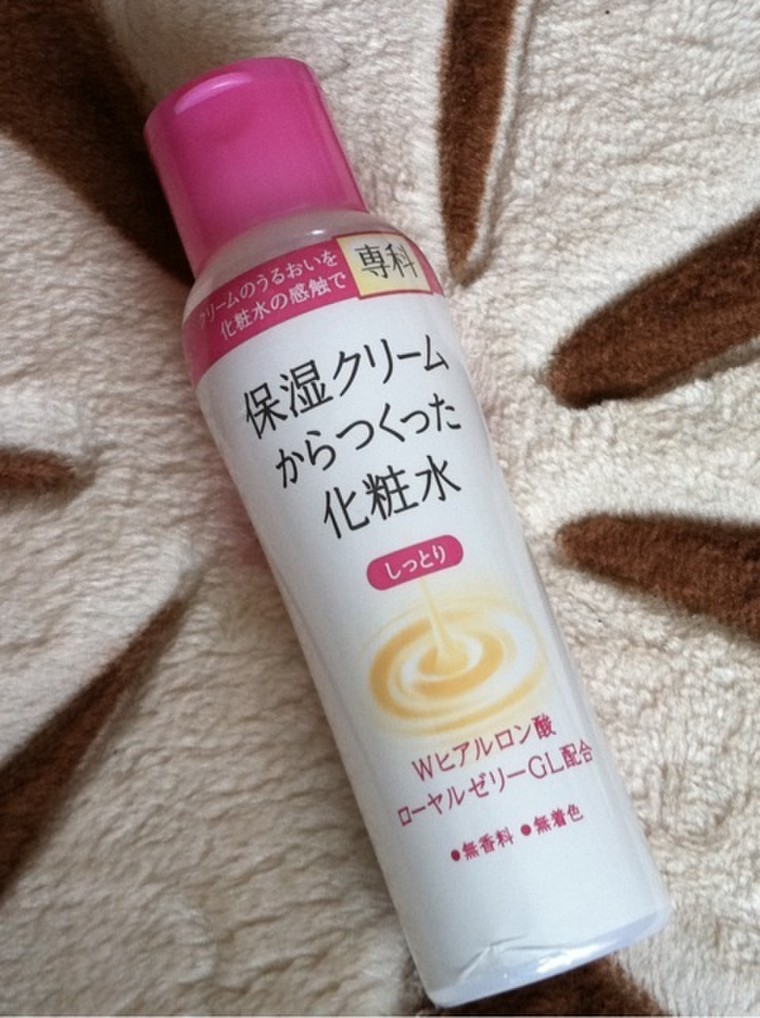 専科
クリームのうるおいを
化粧水の感触で
保湿クリーム
からつくった
化粧水
しっとり
Wヒアルロン酸
ローヤルゼリーGL配合
●無香料 ●無着色